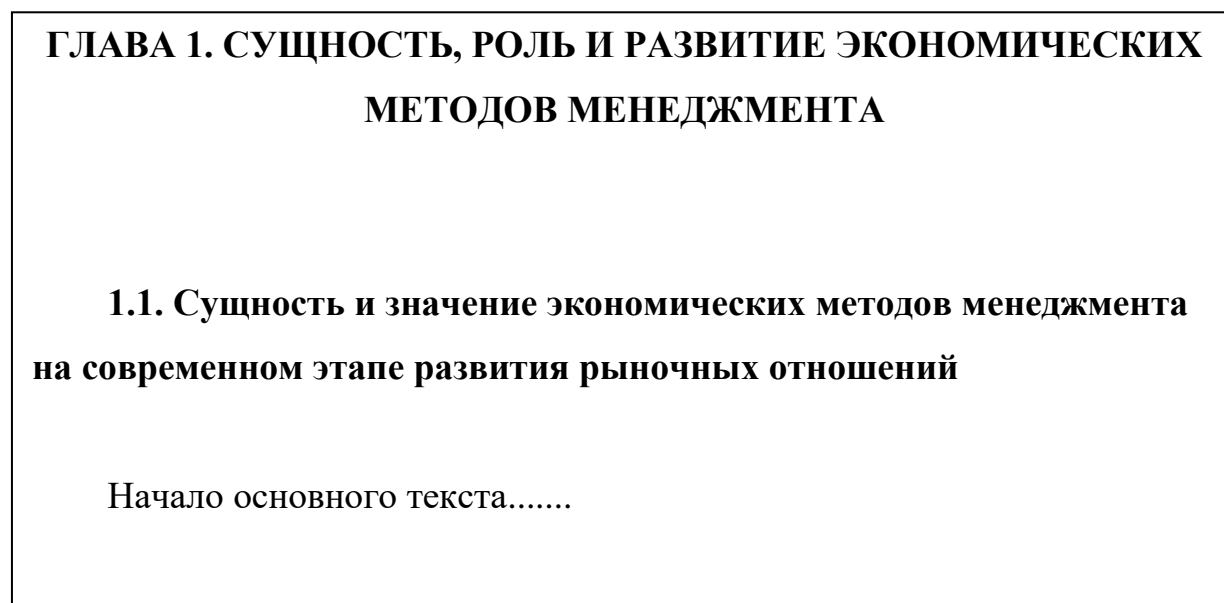 ГЛАВА 1. СУЩНОСТЬ, РОЛЬ И РАЗВИТИЕ ЭКОНОМИЧЕСКИХ
МЕТОДОВ МЕНЕДЖМЕНТА
1.1. Сущность и значение экономических методов менеджмента
на современном этапе развития рыночных отношений
Начало основного текста.......